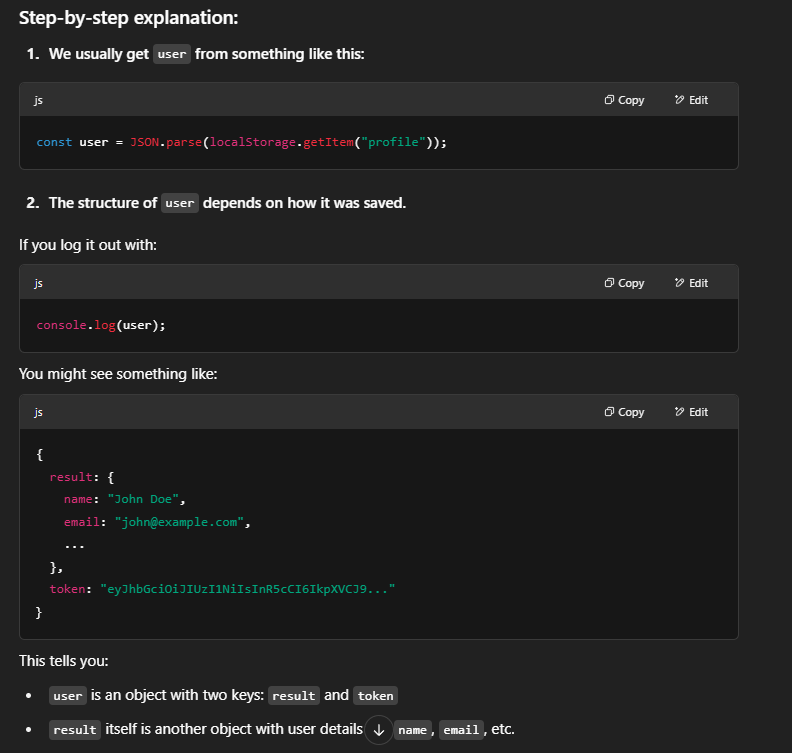 Step-by-step explanation:
1. We usually get user from something like this:
js Copy Edit
const user = JSON.parse(localStorage.getItem("profile"));
2. The structure of user depends on how it was saved.
If you log it out with:
js Copy Edit
console.log(user);
You might see something like:
js Copy Edit
{
  result: {
    name: "John Doe",
    email: "john@example.com",
    ...
  },
  token: "eyJhbGciOiJIUzI1NiIsInR5cCI6IkpXVCJ9..."
}
This tells you:
• user is an object with two keys: result and token
• result itself is another object with user details name, email, etc.